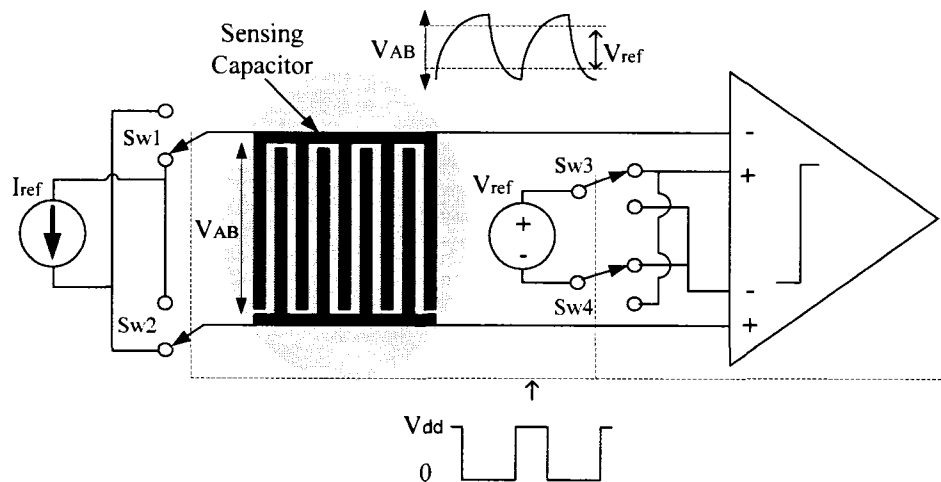 Sensing
Capacitor
VAB
Vref
Sw1
Iref
VAB
Sw2
Vref
+
-
Sw3
Sw4
-
+
-
+
Vdd
0